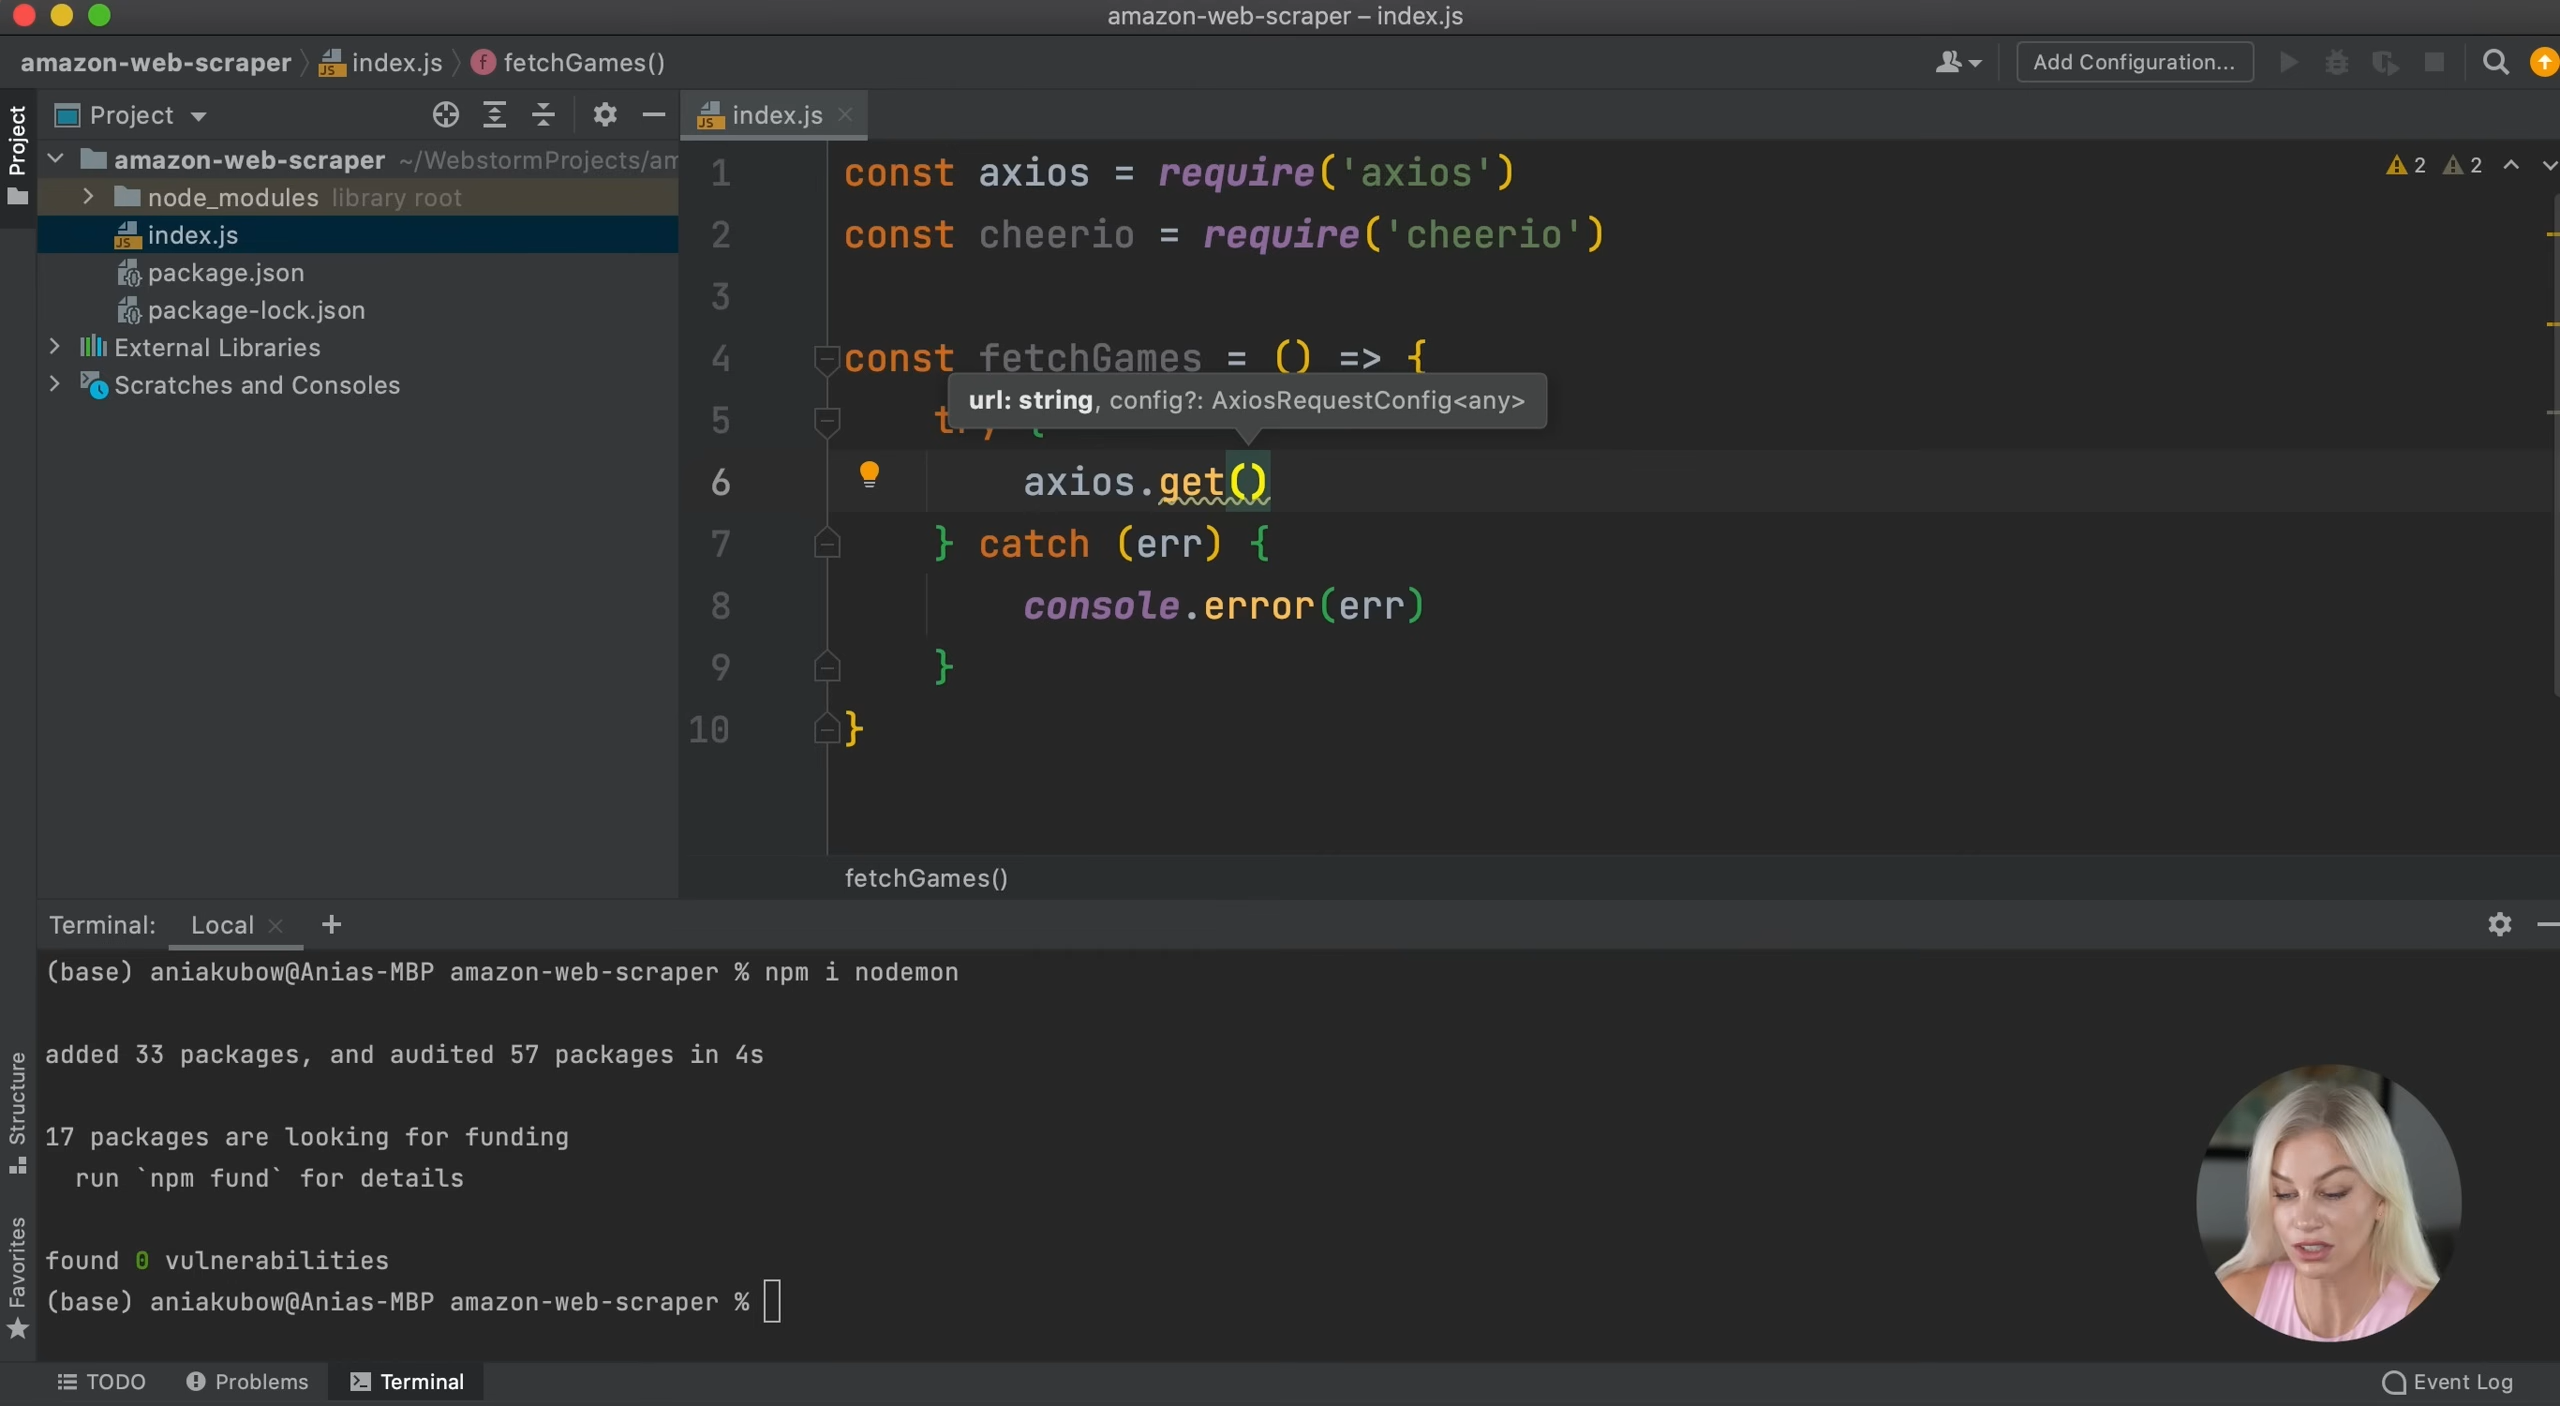 amazon-web-scraper – index.js
amazon-web-scraper index.js fetchGames()
Add Configuration...
Project
Project
amazon-web-scraper ~/WebstormProjects/am
node_modules library root
index.js
package.json
package-lock.json
External Libraries
Scratches and Consoles
index.js
2 2
1 const axios = require('axios')
2 const cheerio = require('cheerio')
3
4 const fetchGames = () => {
url: string, config?: AxiosRequestConfig<any>
5 try {
6 axios.get()
7 } catch (err) {
8 console.error(err)
9 }
10 }
fetchGames()
Terminal: Local +
(base) aniakubow@Anias-MBP amazon-web-scraper % npm i nodemon
added 33 packages, and audited 57 packages in 4s
17 packages are looking for funding
run `npm fund` for details
found 0 vulnerabilities
(base) aniakubow@Anias-MBP amazon-web-scraper %
Structure
Favorites
TODO Problems Terminal
Event Log